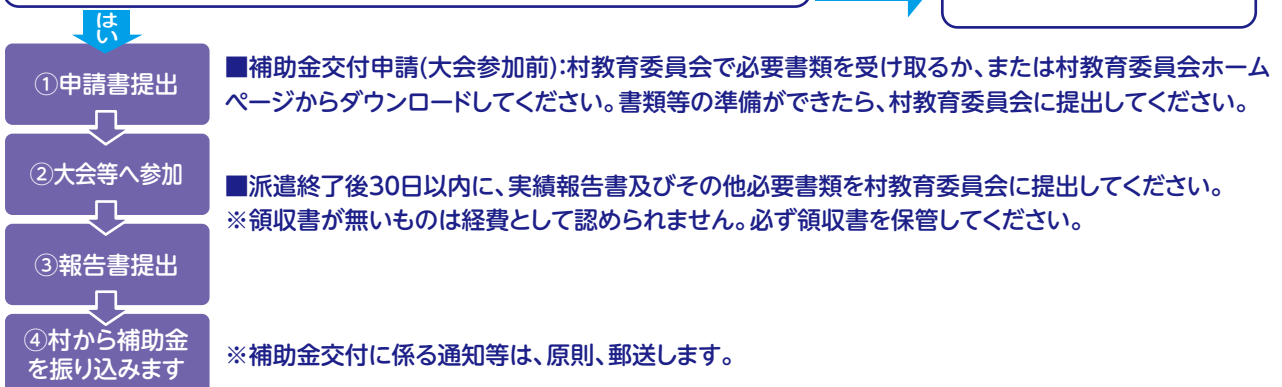 はい
①申請書提出
■補助金交付申請(大会参加前):村教育委員会で必要書類を受け取るか、または村教育委員会ホーム
ページからダウンロードしてください。書類等の準備ができたら、村教育委員会に提出してください。
②大会等へ参加
■派遣終了後30日以内に、実績報告書及びその他必要書類を村教育委員会に提出してください。
※領収書が無いものは経費として認められません。必ず領収書を保管してください。
③報告書提出
④村から補助金
を振り込みます
※補助金交付に係る通知等は、原則、郵送します。